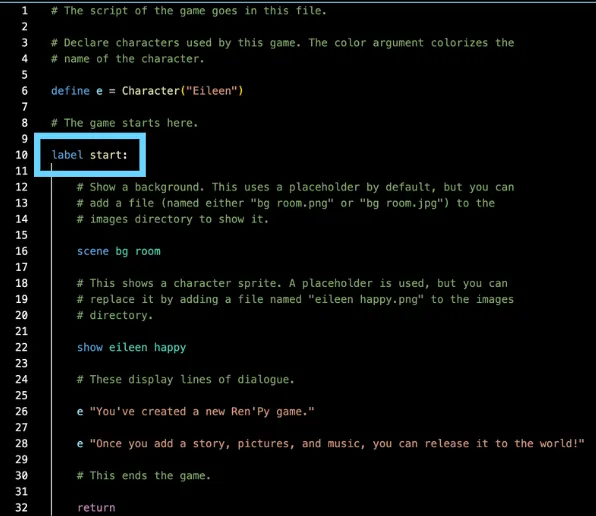 1 # The script of the game goes in this file.
2
3 # Declare characters used by this game. The color argument colorizes the
4 # name of the character.
5
6 define e = Character("Eileen")
7
8 # The game starts here.
9
10 label start:
11
12 # Show a background. This uses a placeholder by default, but you can
13 # add a file (named either "bg room.png" or "bg room.jpg") to the
14 # images directory to show it.
15
16 scene bg room
17
18 # This shows a character sprite. A placeholder is used, but you can
19 # replace it by adding a file named "eileen happy.png" to the images
20 # directory.
21
22 show eileen happy
23
24 # These display lines of dialogue.
25
26 e "You've created a new Ren'Py game."
27
28 e "Once you add a story, pictures, and music, you can release it to the world!"
29
30 # This ends the game.
31
32 return